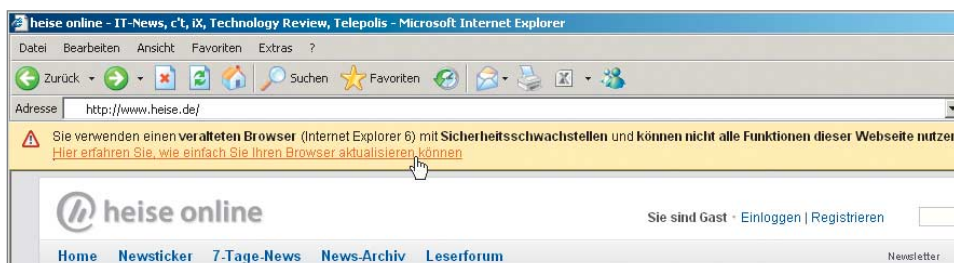 heise online - IT-News, c't, iX, Technology Review, Telepolis - Microsoft Internet Explorer
Datei Bearbeiten Ansicht Favoriten Extras ?
Zurück Suchen Favoriten
Adresse http://www.heise.de/
Sie verwenden einen veralteten Browser (Internet Explorer 6) mit Sicherheitsschwachstellen und können nicht alle Funktionen dieser Webseite nutzen
Hier erfahren Sie, wie einfach Sie Ihren Browser aktualisieren können
heise online
Sie sind Gast · Einloggen | Registrieren
Home Newsticker 7-Tage-News News-Archiv Leserforum Newsletter